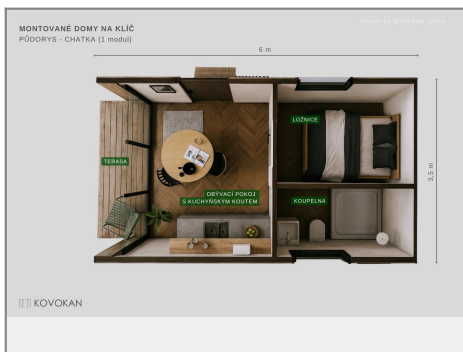 MONTOVANÉ DOMY NA KLÍČ
PŮDORYS - CHATKA (1 modul)
6 m
LOŽNICE
TERASA
3,5 m
OBÝVACÍ POKOJ
S KUCHYŇSKÝM KOUTEM
KOUPELNA
KOVOKAN